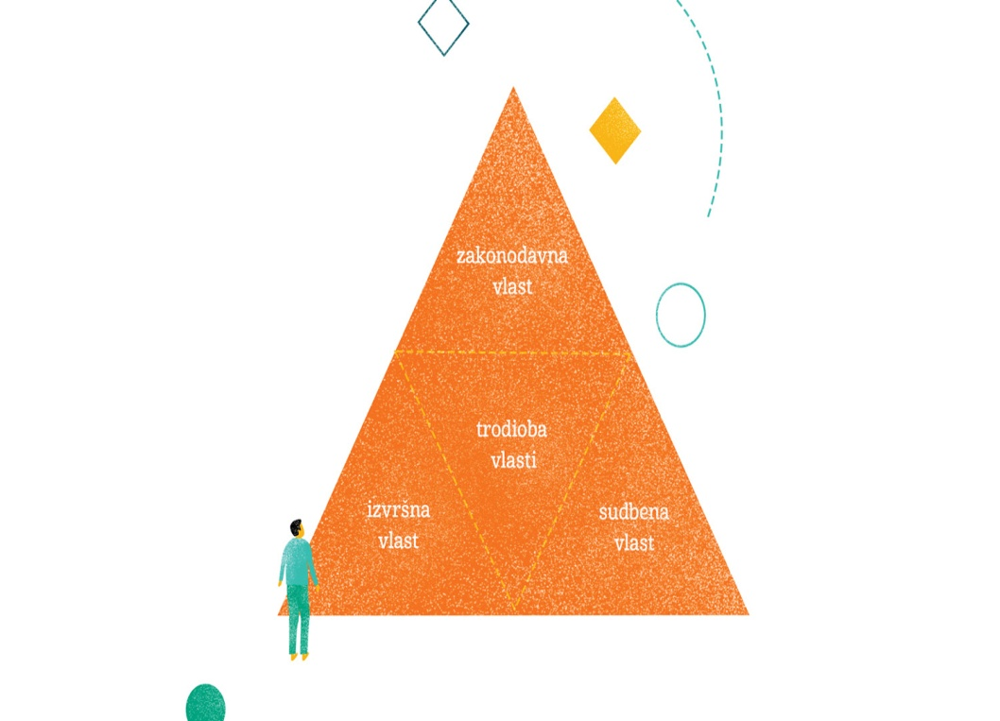 zakonodavna
vlast
trodioba
vlasti
izvršna
vlast
sudbena
vlast